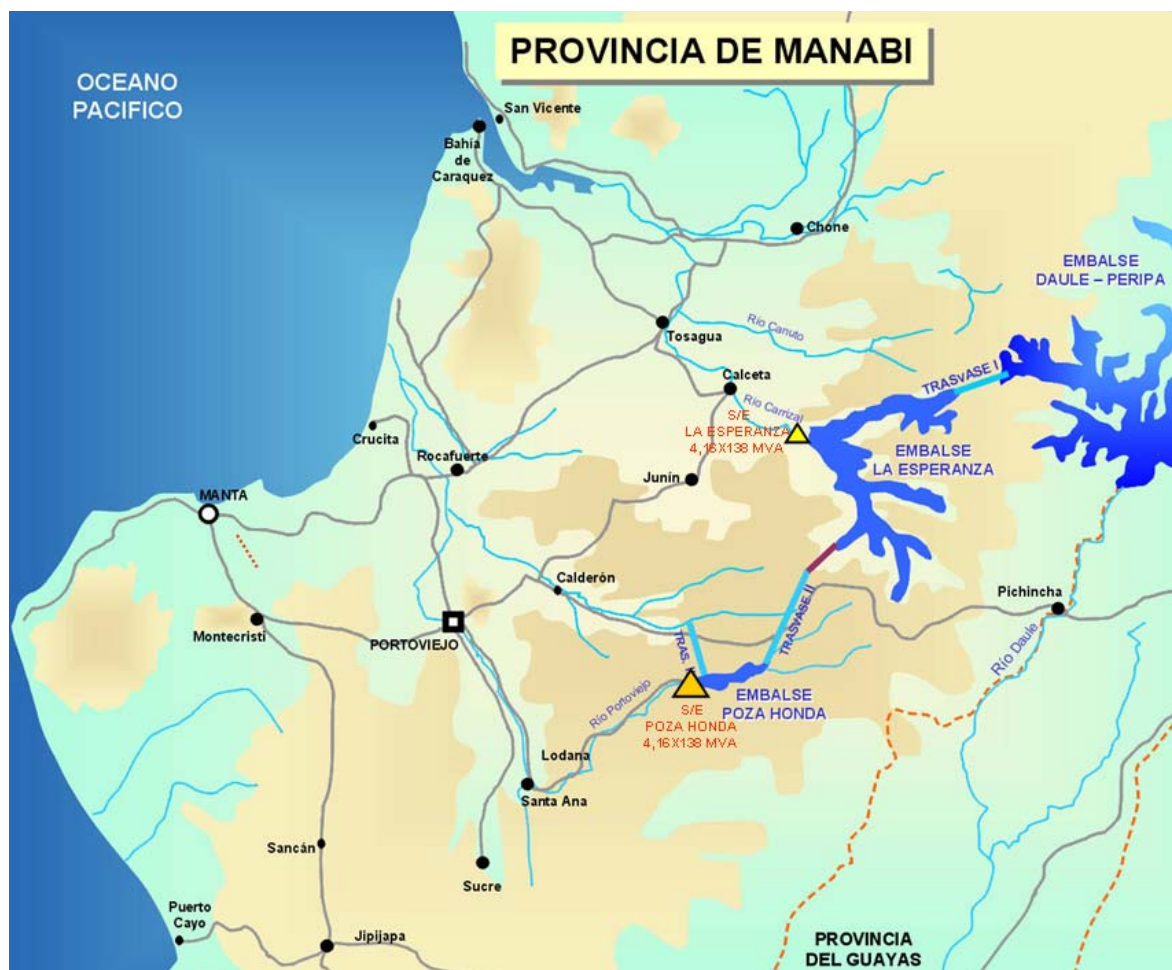 PROVINCIA DE MANABI
OCEANO
PACIFICO
San Vicente
Bahía
de
Caraquez
Chone
EMBALSE
DAULE – PERIPA
Río Canuto
Tosagua
TRASVASE I
Calceta
Río Carrizal
S/E
LA ESPERANZA
4,16X138 MVA
Crucita
EMBALSE
LA ESPERANZA
Rocafuerte
Junín
MANTA
Calderón
Pichincha
TRASVASE II
Montecristi
PORTOVIEJO
TRAS.
Río Daule
EMBALSE
POZA HONDA
Río Portoviejo
S/E
POZA HONDA
4,16X138 MVA
Lodana
Santa Ana
Sancán
Sucre
Puerto
Cayo
Jipijapa
PROVINCIA
DEL GUAYAS